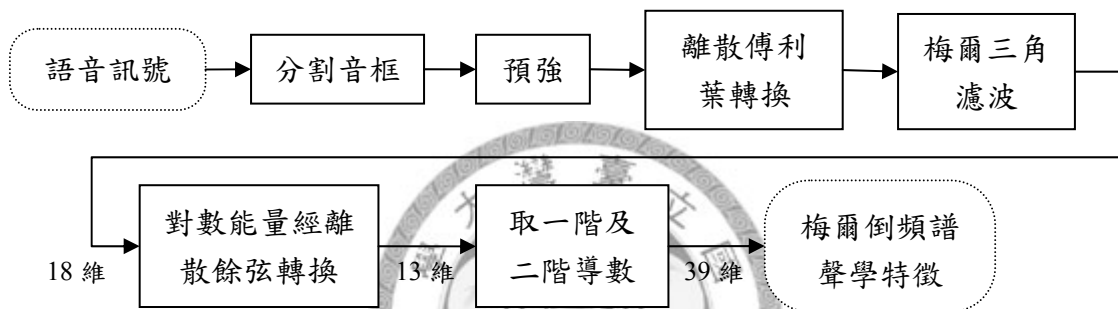 語音訊號
分割音框
預強
離散傅利
葉轉換
梅爾三角
濾波
18 維
對數能量經離
散餘弦轉換
13 維
取一階及
二階導數
39 維
梅爾倒頻譜
聲學特徵